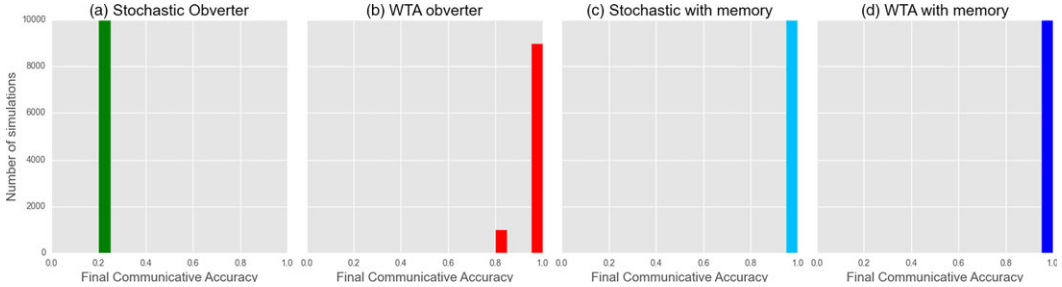 (a) Stochastic Obverter
(b) WTA obverter
(c) Stochastic with memory
(d) WTA with memory
Number of simulations
10000
8000
6000
4000
2000
0
0.0 0.2 0.4 0.6 0.8 1.0
0.0 0.2 0.4 0.6 0.8 1.0
0.0 0.2 0.4 0.6 0.8 1.0
0.0 0.2 0.4 0.6 0.8 1.0
Final Communicative Accuracy
Final Communicative Accuracy
Final Communicative Accuracy
Final Communicative Accuracy